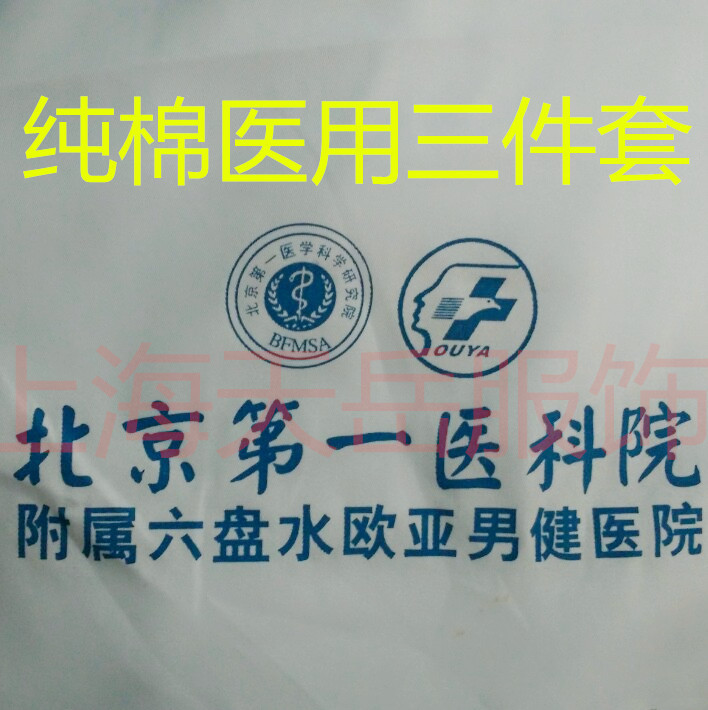 纯棉医用三件套
北京第一医学科学研究院
BFMSA
OUYA
上海天岳服饰
北京第一医科院
附属六盘水欧亚男健医院